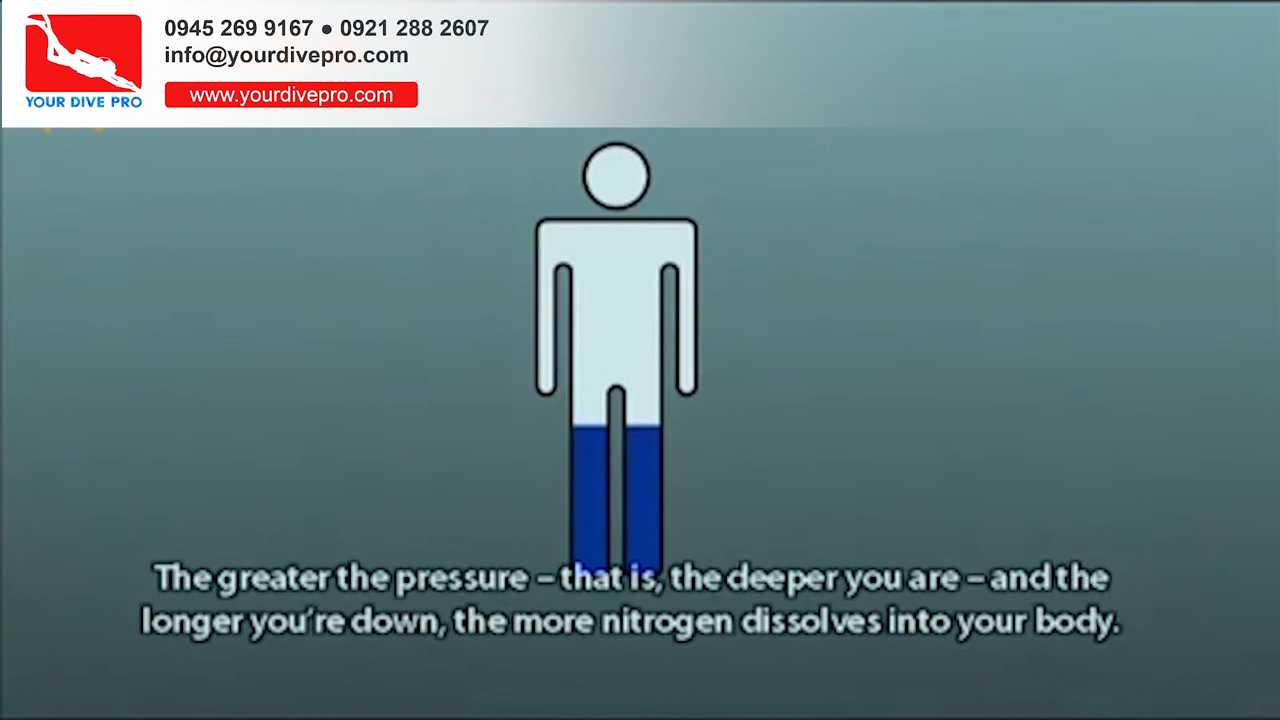 0945 269 9167 ● 0921 288 2607
info@yourdivepro.com
YOUR DIVE PRO
www.yourdivepro.com
The greater the pressure – that is, the deeper you are – and the
longer you're down, the more nitrogen dissolves into your body.